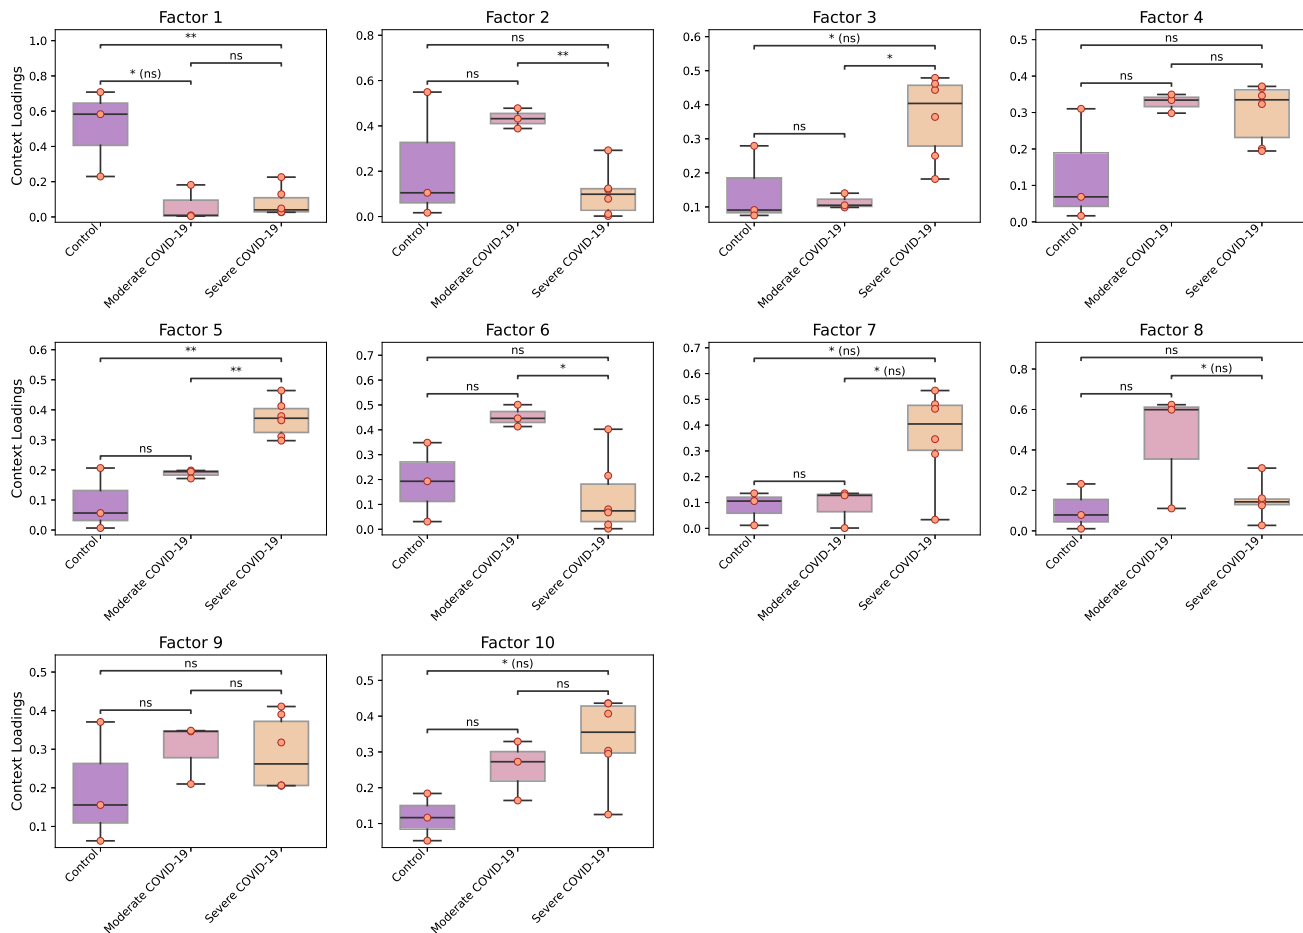 Factor 1
Context Loadings
1.0
0.8
0.6
0.4
0.2
0.0
**
* (ns)
ns
Control
Moderate COVID-19
Severe COVID-19
Factor 2
0.8
0.6
0.4
0.2
0.0
ns
ns
**
Control
Moderate COVID-19
Severe COVID-19
Factor 3
0.6
0.5
0.4
0.3
0.2
0.1
* (ns)
*
ns
Control
Moderate COVID-19
Severe COVID-19
Factor 4
0.5
0.4
0.3
0.2
0.1
0.0
ns
ns
ns
Control
Moderate COVID-19
Severe COVID-19
Factor 5
Context Loadings
0.6
0.5
0.4
0.3
0.2
0.1
0.0
**
**
ns
Control
Moderate COVID-19
Severe COVID-19
Factor 6
0.7
0.6
0.5
0.4
0.3
0.2
0.1
0.0
ns
*
ns
Control
Moderate COVID-19
Severe COVID-19
Factor 7
0.7
0.6
0.5
0.4
0.3
0.2
0.1
0.0
* (ns)
* (ns)
ns
Control
Moderate COVID-19
Severe COVID-19
Factor 8
0.8
0.6
0.4
0.2
0.0
ns
* (ns)
ns
Control
Moderate COVID-19
Severe COVID-19
Factor 9
Context Loadings
0.5
0.4
0.3
0.2
0.1
ns
ns
ns
Control
Moderate COVID-19
Severe COVID-19
Factor 10
0.5
0.4
0.3
0.2
0.1
* (ns)
ns
ns
Control
Moderate COVID-19
Severe COVID-19